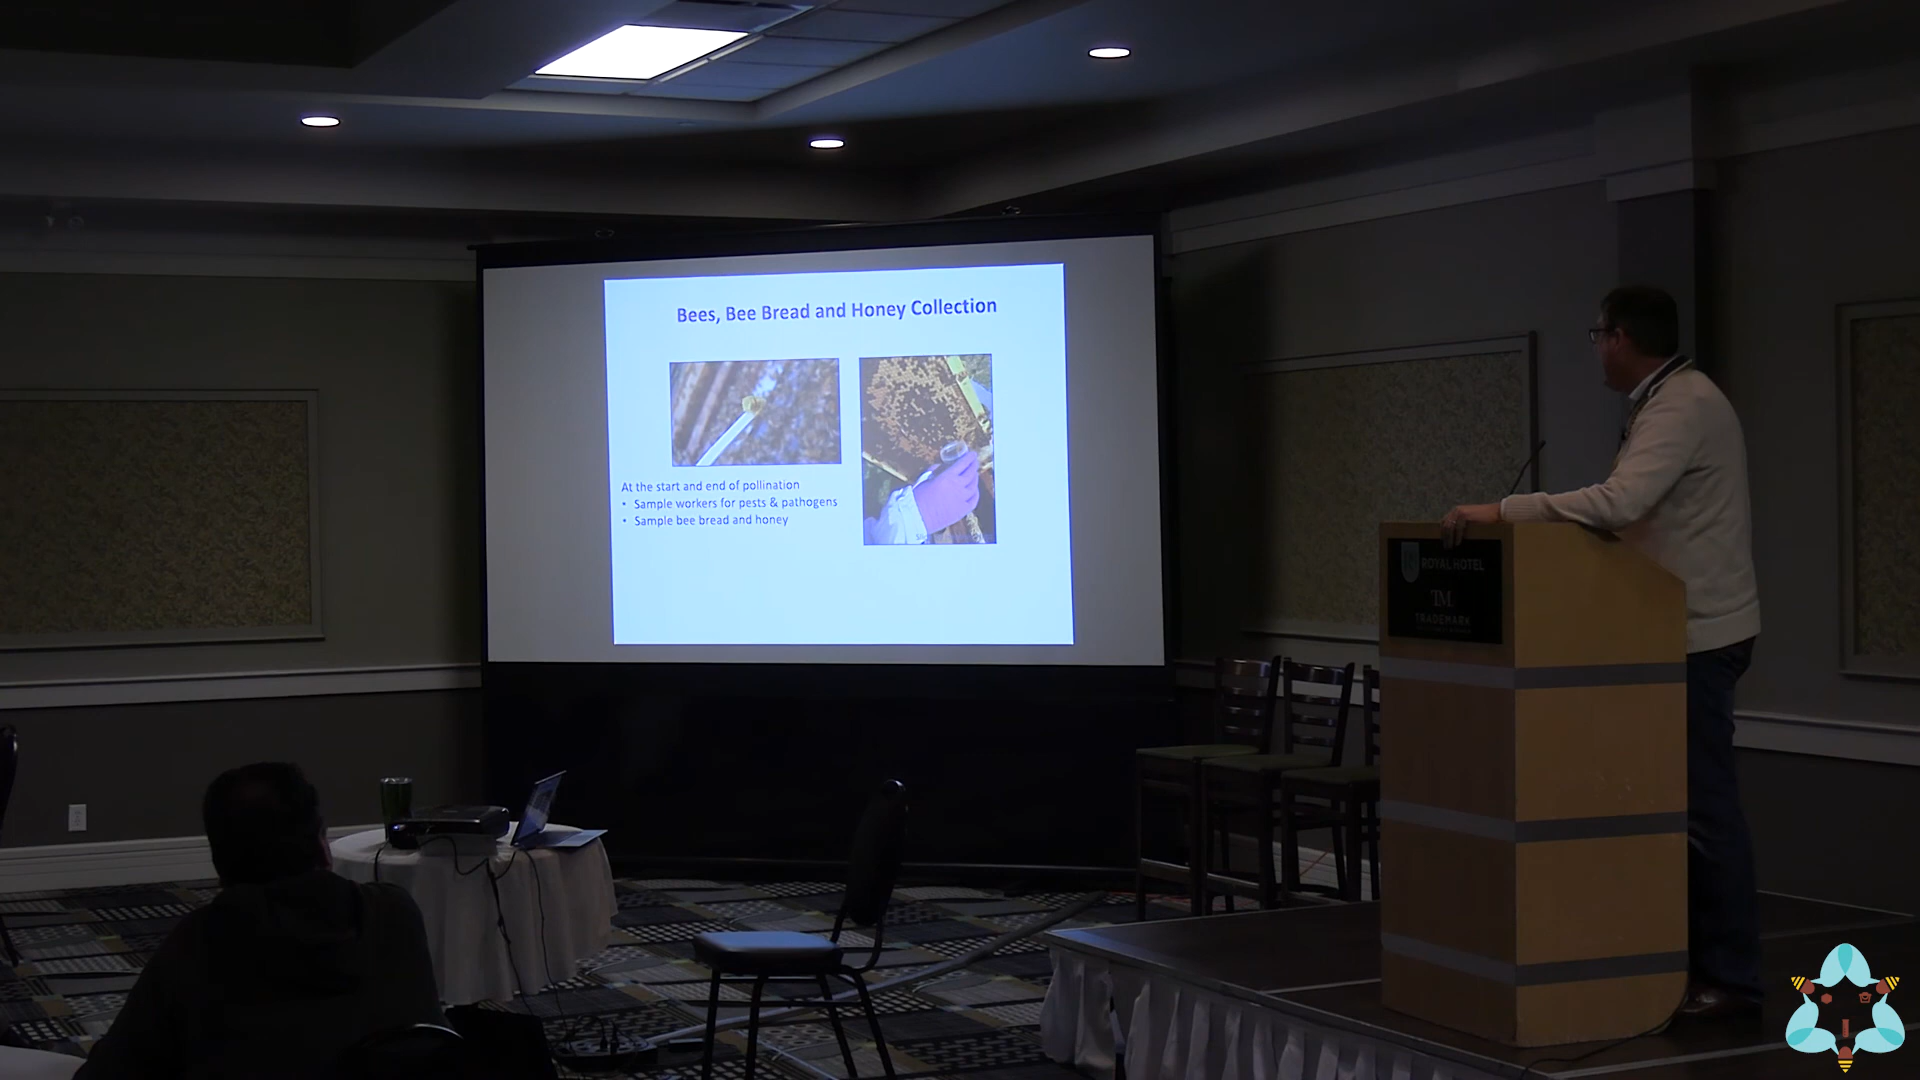 Bees, Bee Bread and Honey Collection
At the start and end of pollination
• Sample workers for pests & pathogens
• Sample bee bread and honey
ROYAL HOTEL
TM
TRADEMARK